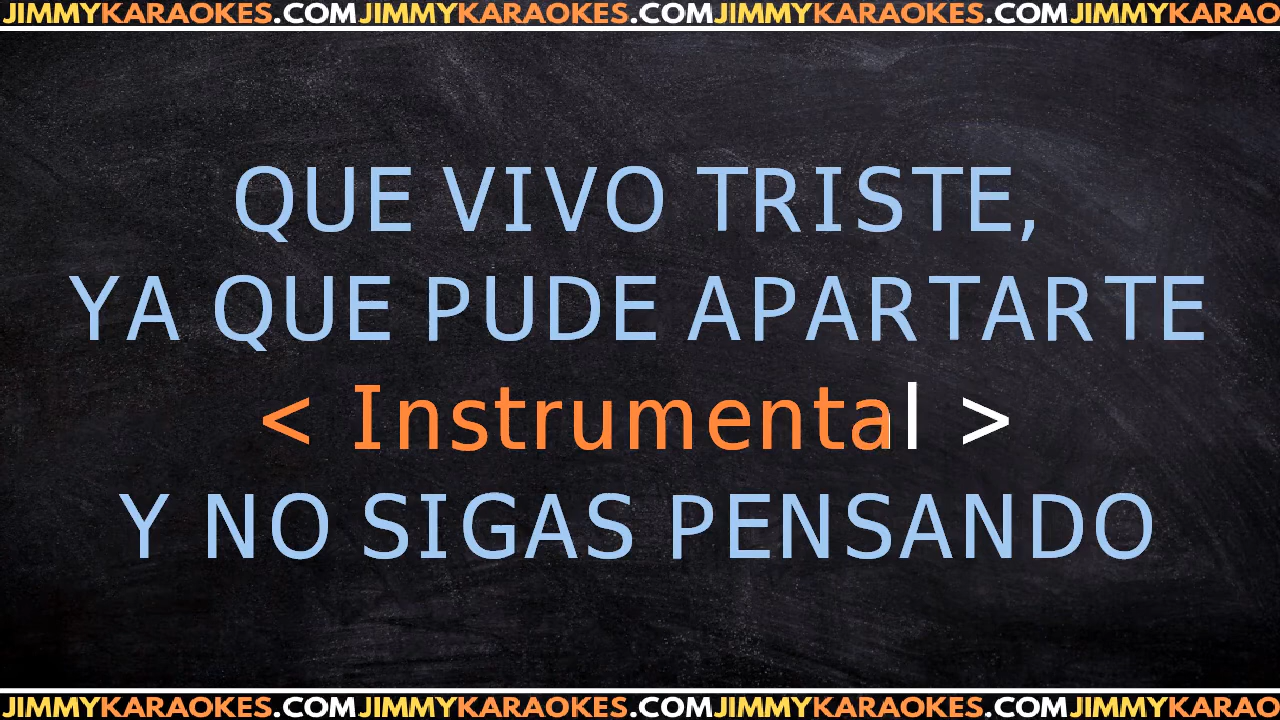 JIMMYKARAOKES.COMJIMMYKARAOKES.COMJIMMYKARAOKES.COMJIMMYKARAO
QUE VIVO TRISTE,
YA QUE PUDE APARTARTE
< Instrumental >
Y NO SIGAS PENSANDO
JIMMYKARAOKES.COMJIMMYKARAOKES.COMJIMMYKARAOKES.COMJIMMYKARAO